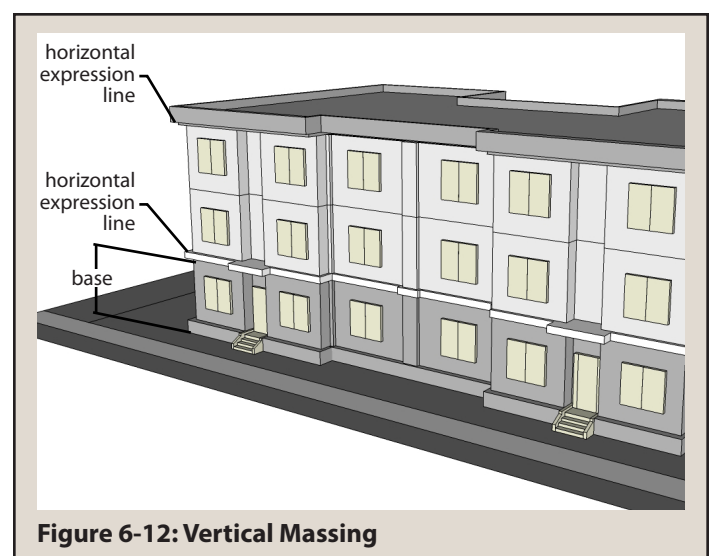 horizontal
expression
line
horizontal
expression
line
base
Figure 6-12: Vertical Massing